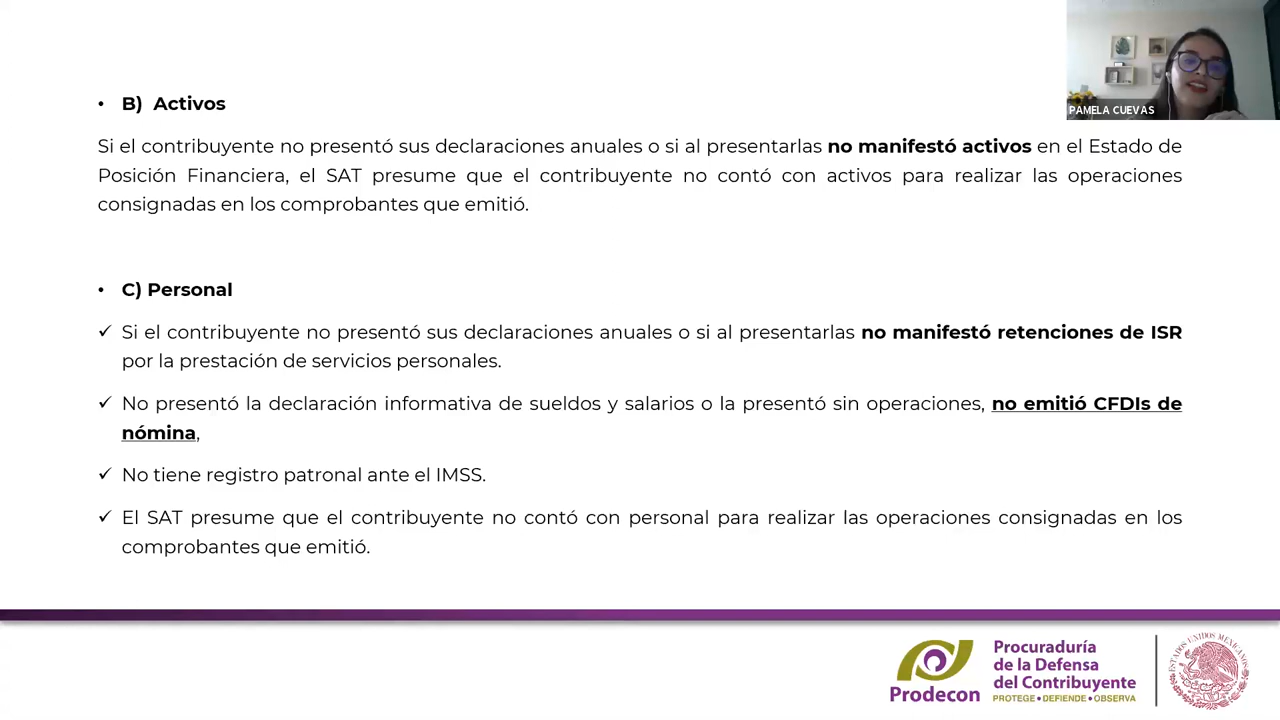 PAMELA CUEVAS
• B) Activos
Si el contribuyente no presentó sus declaraciones anuales o si al presentarlas no manifestó activos en el Estado de
Posición Financiera, el SAT presume que el contribuyente no contó con activos para realizar las operaciones
consignadas en los comprobantes que emitió.
• C) Personal
✓ Si el contribuyente no presentó sus declaraciones anuales o si al presentarlas no manifestó retenciones de ISR
por la prestación de servicios personales.
✓ No presentó la declaración informativa de sueldos y salarios o la presentó sin operaciones, no emitió CFDIs de
nómina,
✓ No tiene registro patronal ante el IMSS.
✓ El SAT presume que el contribuyente no contó con personal para realizar las operaciones consignadas en los
comprobantes que emitió.
Prodecon
Procuraduría
de la Defensa
del Contribuyente
PROTEGE • DEFIENDE • OBSERVA
ESTADOS UNIDOS MEXICANOS